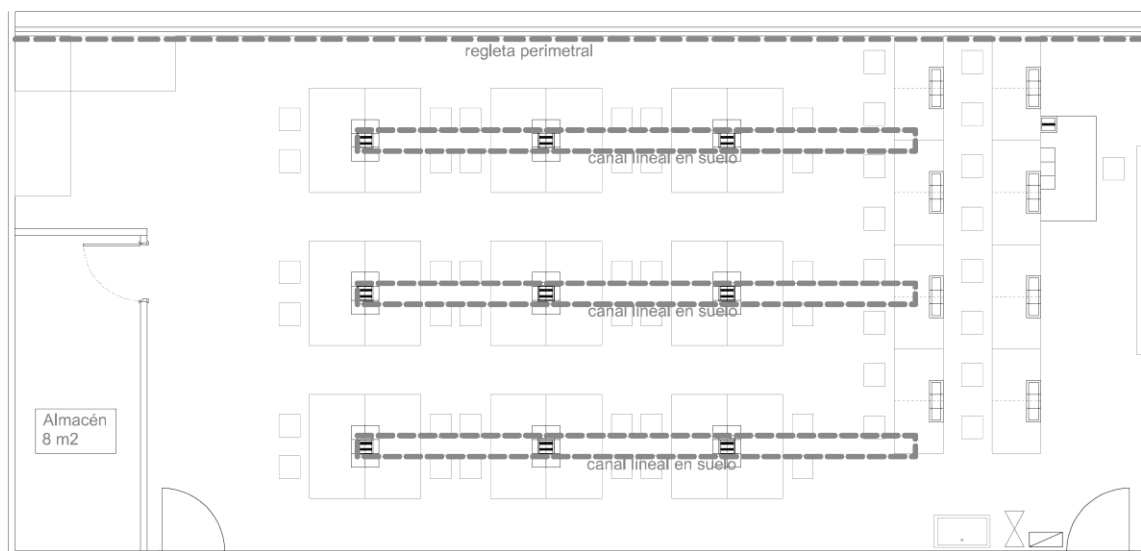 regleta perimetral
canal lineal en suelo
canal lineal en suelo
Almacén
8 m2
canal lineal en suelo